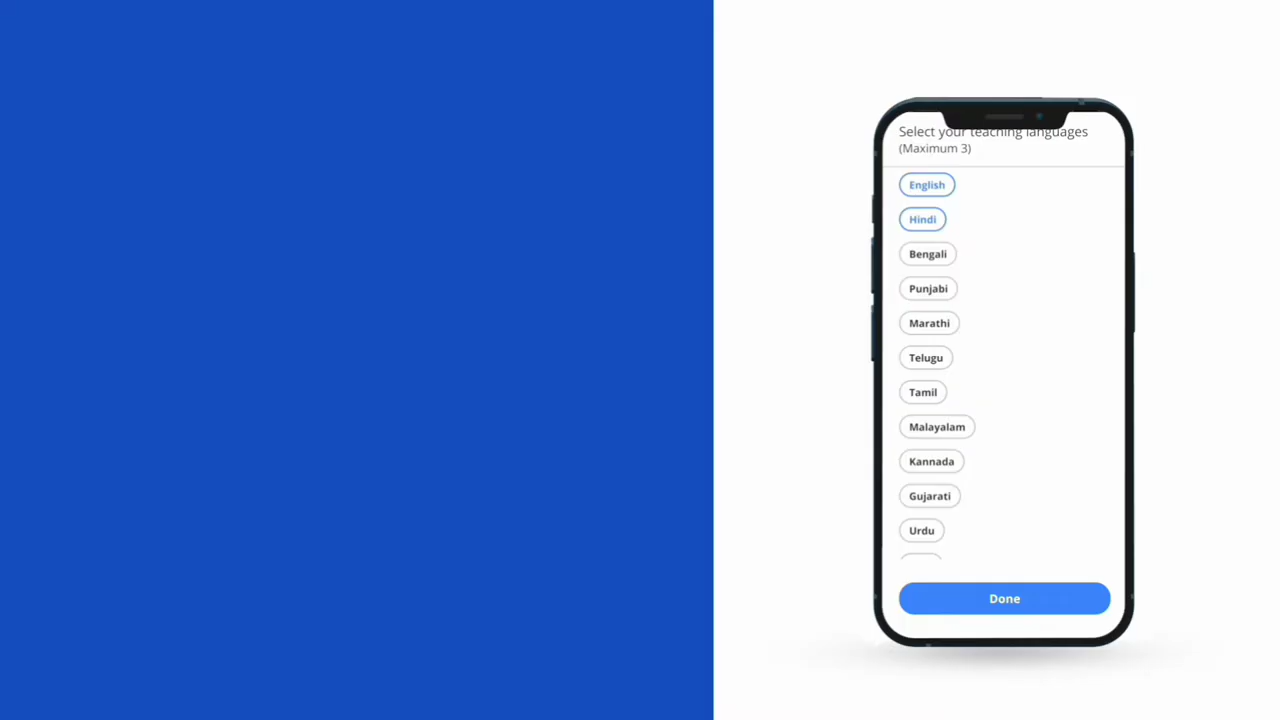 Select your teaching languages
(Maximum 3)
English
Hindi
Bengali
Punjabi
Marathi
Telugu
Tamil
Malayalam
Kannada
Gujarati
Urdu
Done